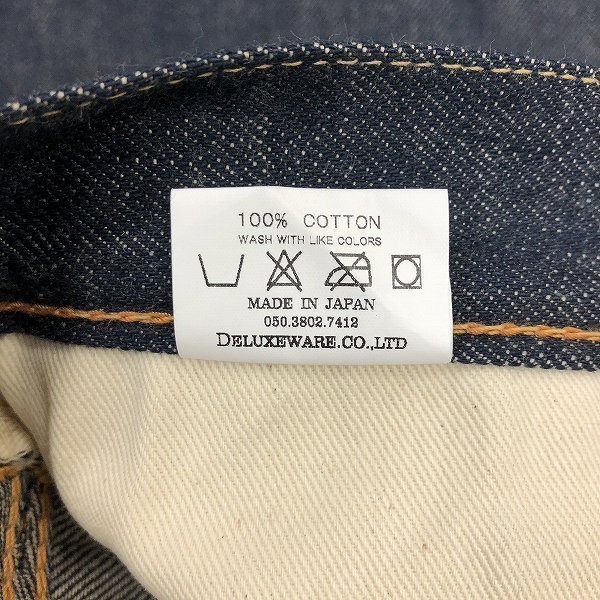 100% COTTON
WASH WITH LIKE COLORS
MADE IN JAPAN
050.3802.7412
DELUXEWARE.CO.,LTD